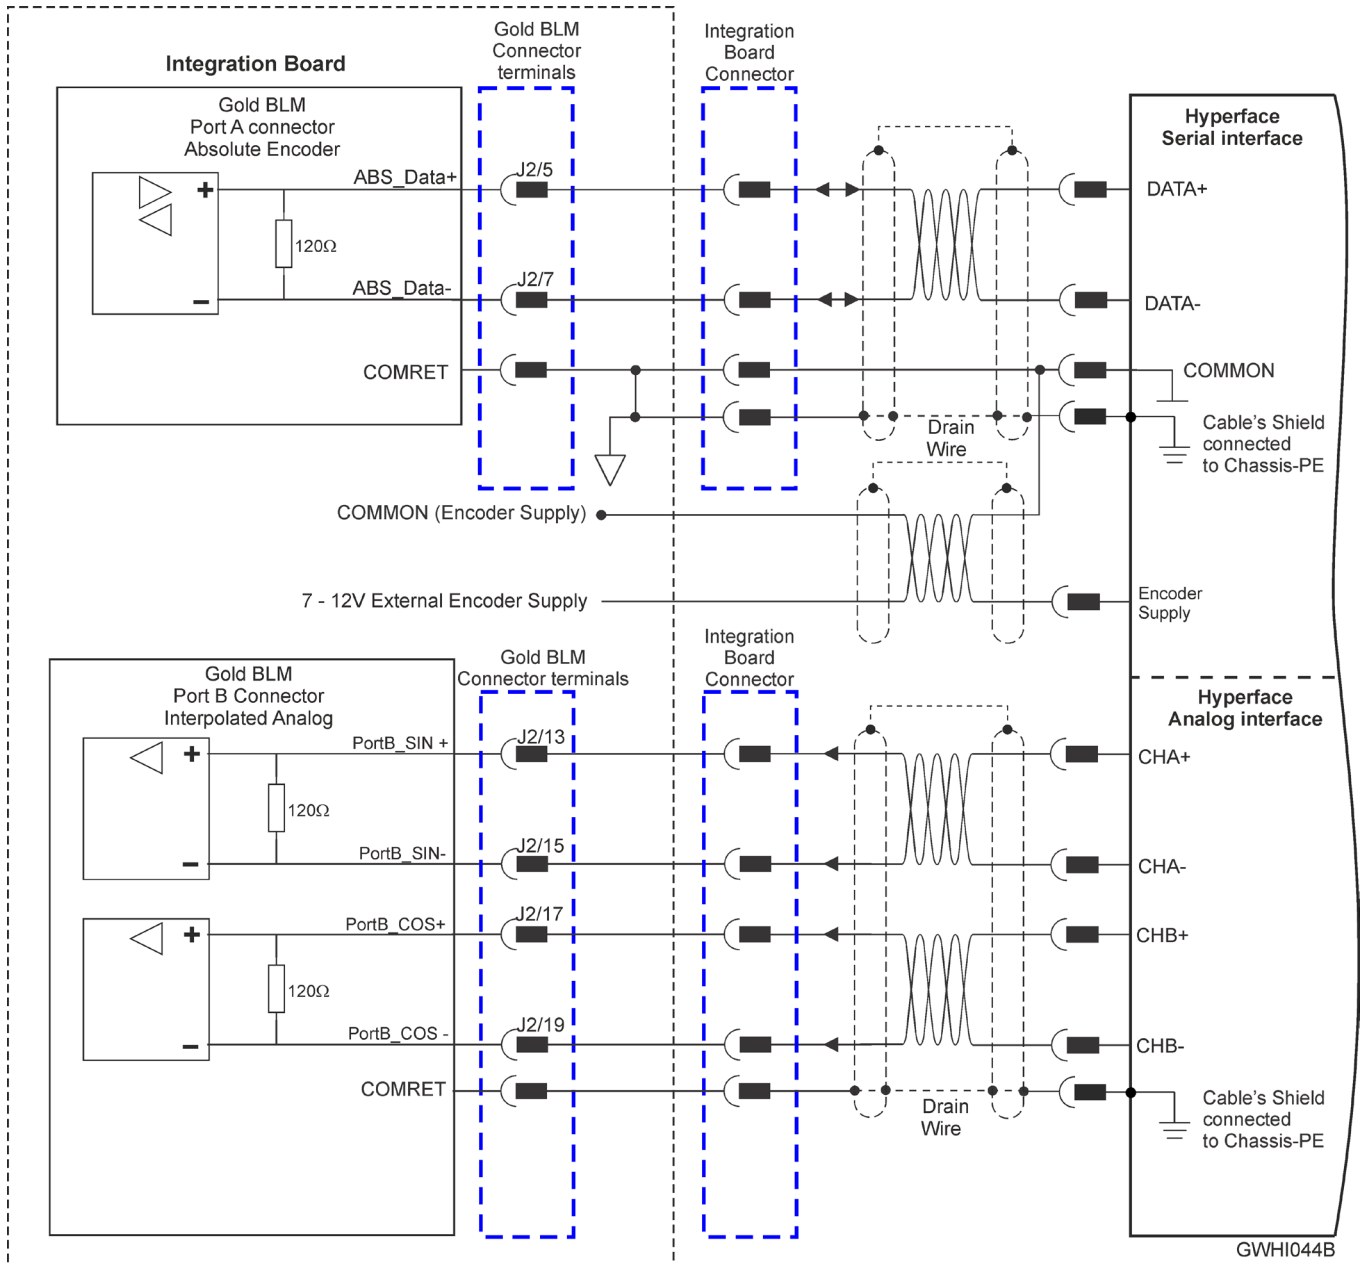 Integration Board
Gold BLM
Connector
terminals
Integration
Board
Connector
Gold BLM
Port A connector
Absolute Encoder
Hyperface
Serial interface
+
ABS_Data+
J2/5
DATA+
120Ω
−
ABS_Data-
J2/7
DATA-
COMRET
COMMON
Drain
Wire
Cable's Shield
connected
to Chassis-PE
COMMON (Encoder Supply)
7 - 12V External Encoder Supply
Encoder
Supply
Gold BLM
Port B Connector
Interpolated Analog
Gold BLM
Connector terminals
Integration
Board
Connector
Hyperface
Analog interface
+
PortB_SIN +
J2/13
CHA+
120Ω
−
PortB_SIN-
J2/15
CHA-
+
PortB_COS+
J2/17
CHB+
120Ω
−
PortB_COS -
J2/19
CHB-
COMRET
Drain
Wire
Cable's Shield
connected
to Chassis-PE
GWHI044B